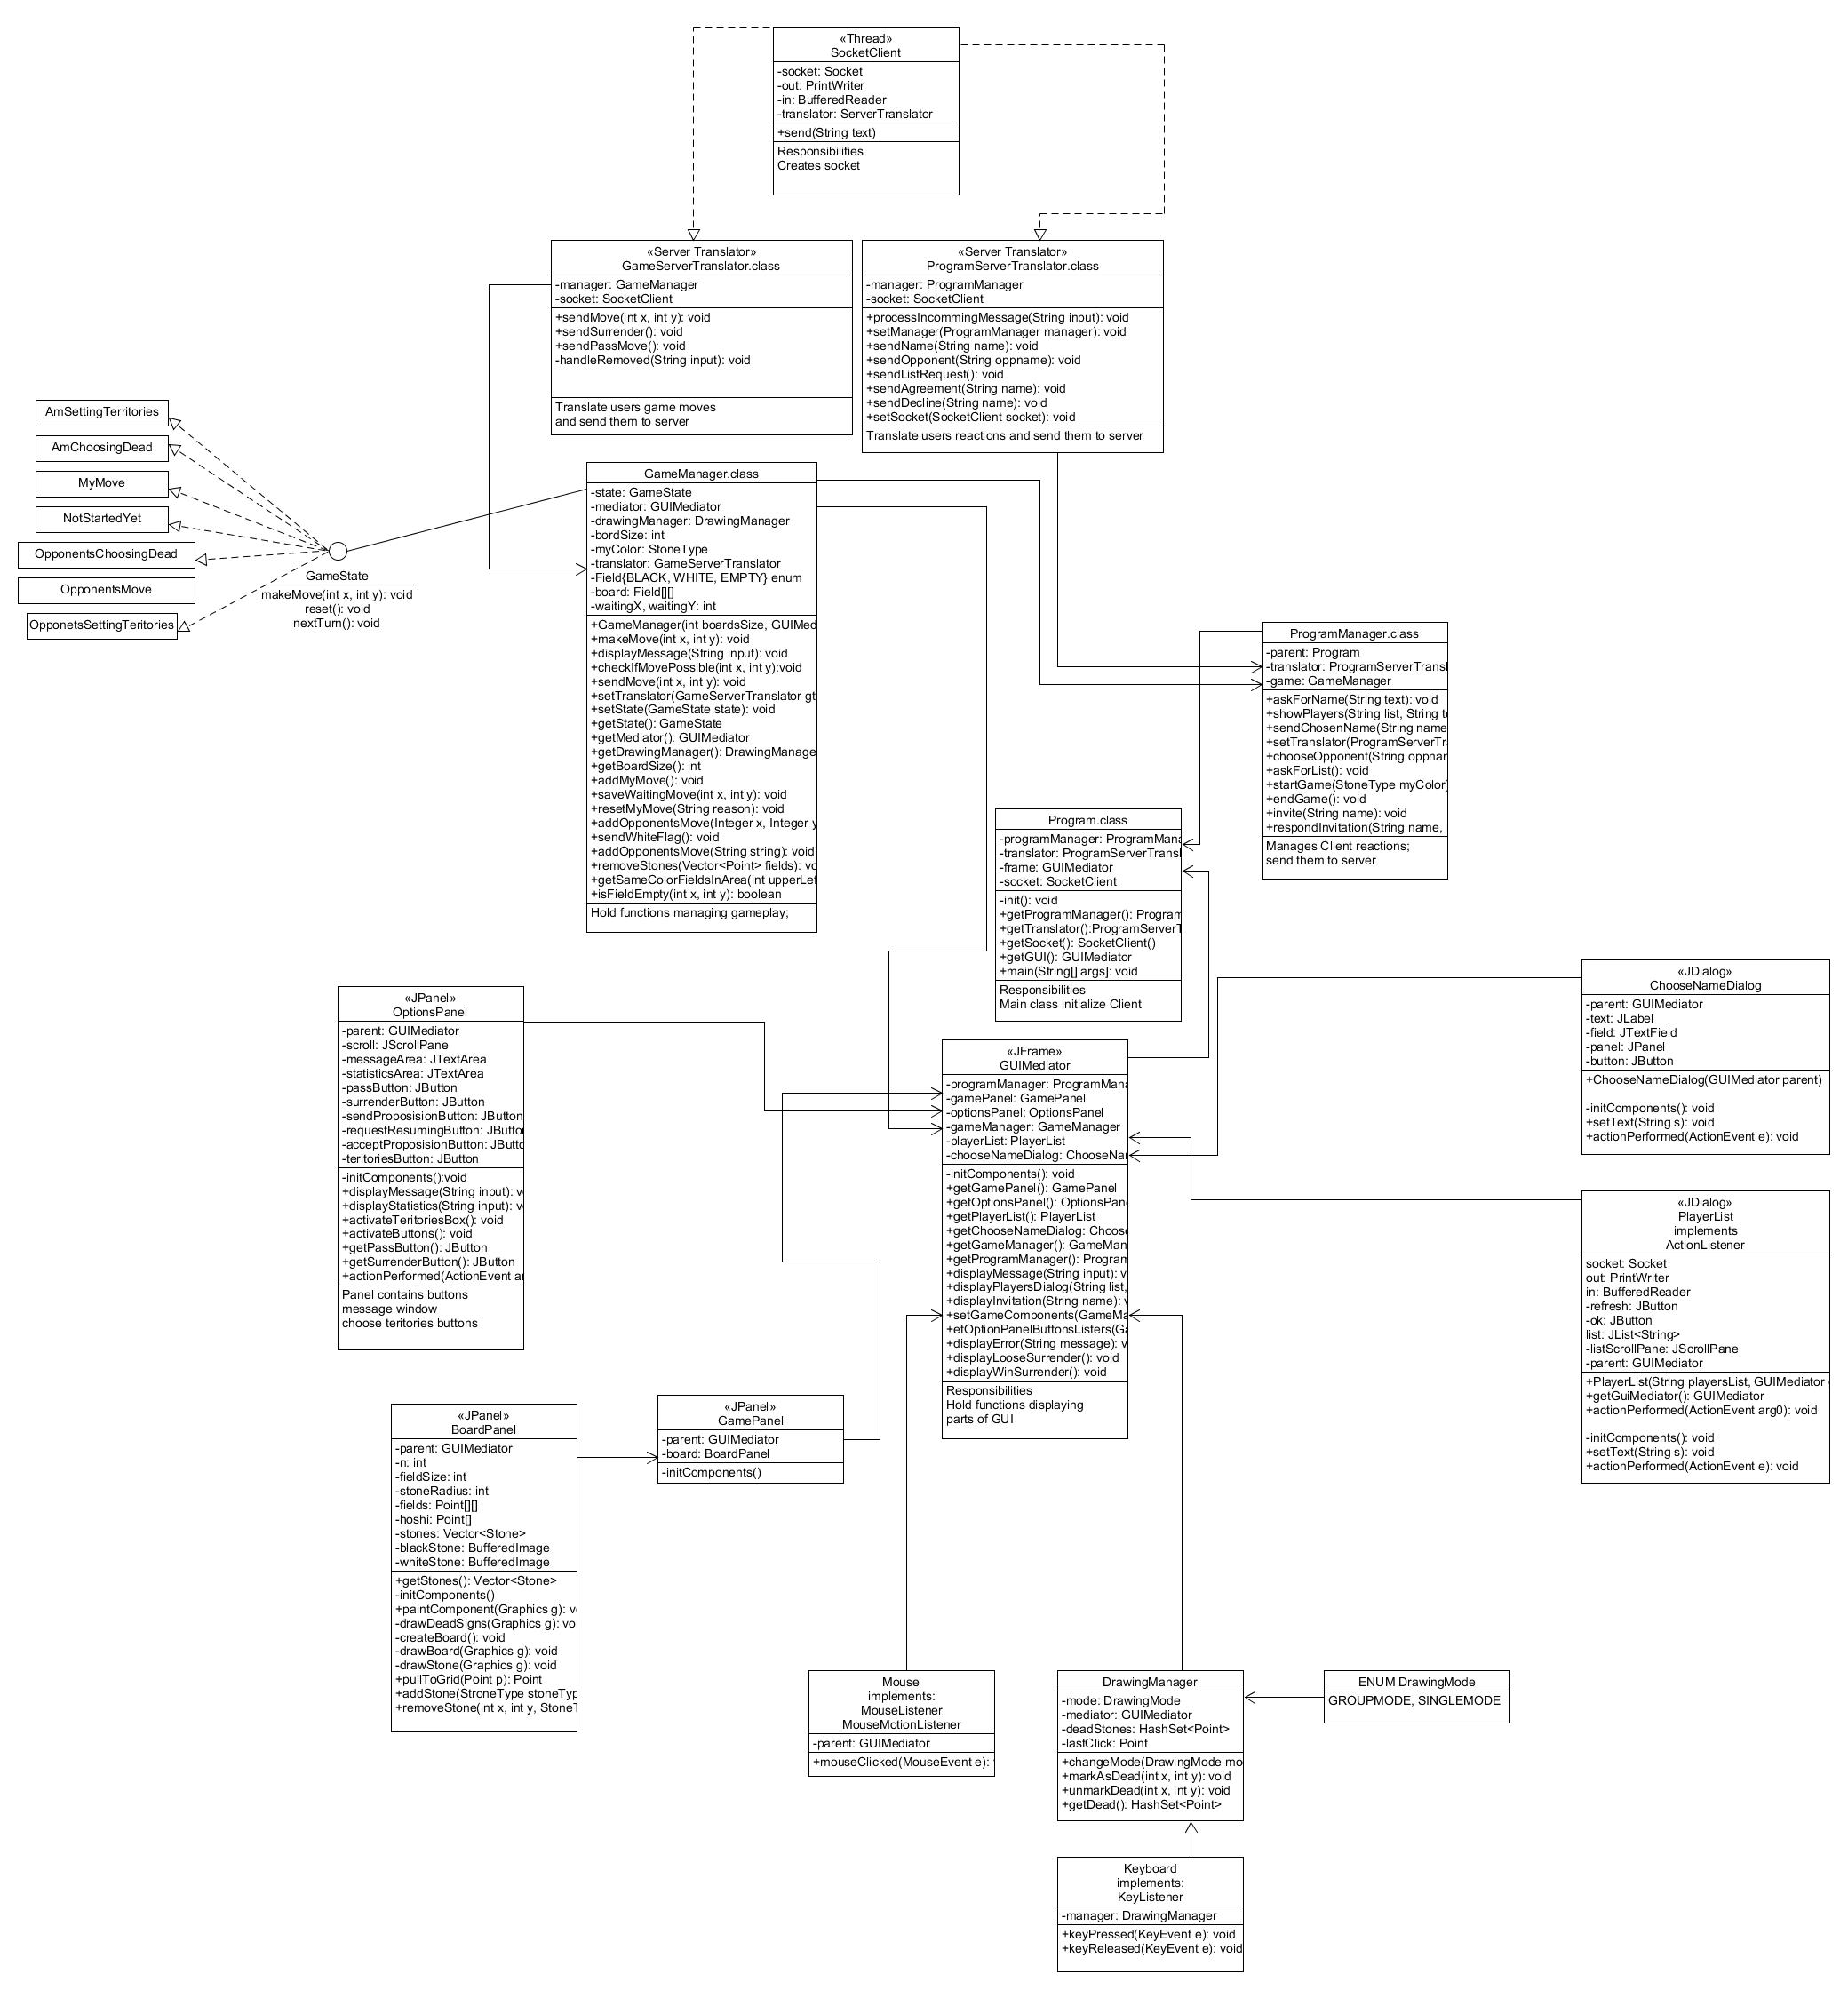 «Thread»
SocketClient
-socket: Socket
-out: PrintWriter
-in: BufferedReader
-translator: ServerTranslator
+send(String text)
Responsibilities
Creates socket
«Server Translator»
GameServerTranslator.class
-manager: GameManager
-socket: SocketClient
+sendMove(int x, int y): void
+sendSurrender(): void
+sendPassMove(): void
-handleRemoved(String input): void
Translate users game moves
and send them to server
«Server Translator»
ProgramServerTranslator.class
-manager: ProgramManager
-socket: SocketClient
+processIncommingMessage(String input): void
+setManager(ProgramManager manager): void
+sendName(String name): void
+sendOpponent(String oppname): void
+sendListRequest(): void
+sendAgreement(String name): void
+sendDecline(String name): void
+setSocket(SocketClient socket): void
Translate users reactions and send them to server
AmSettingTerritories
AmChoosingDead
MyMove
NotStartedYet
OpponentsChoosingDead
OpponentsMove
OpponetsSettingTeritories
GameState
makeMove(int x, int y): void
reset(): void
nextTurn(): void
GameManager.class
-state: GameState
-mediator: GUIMediator
-drawingManager: DrawingManager
-bordSize: int
-myColor: StoneType
-translator: GameServerTranslator
-Field{BLACK, WHITE, EMPTY} enum
-board: Field[][]
-waitingX, waitingY: int
+GameManager(int boardsSize, GUIMed
+makeMove(int x, int y): void
+displayMessage(String input): void
+checkIfMovePossible(int x, int y):void
+sendMove(int x, int y): void
+setTranslator(GameServerTranslator gt)
+setState(GameState state): void
+getState(): GameState
+getMediator(): GUIMediator
+getDrawingManager(): DrawingManage
+getBoardSize(): int
+addMyMove(): void
+saveWaitingMove(int x, int y): void
+resetMyMove(String reason): void
+addOpponentsMove(Integer x, Integer y
+sendWhiteFlag(): void
+addOpponentsMove(String string): void
+removeStones(Vector<Point> fields): vo
+getSameColorFieldsInArea(int upperLef
+isFieldEmpty(int x, int y): boolean
Hold functions managing gameplay;
ProgramManager.class
-parent: Program
-translator: ProgramServerTransl
-game: GameManager
+askForName(String text): void
+showPlayers(String list, String te
+sendChosenName(String name
+setTranslator(ProgramServerTr
+chooseOpponent(String oppnar
+askForList(): void
+startGame(StoneType myColor)
+endGame(): void
+invite(String name): void
+respondInvitation(String name,
Manages Client reactions;
send them to server
Program.class
-programManager: ProgramMana
-translator: ProgramServerTransl
-frame: GUIMediator
-socket: SocketClient
-init(): void
+getProgramManager(): Program
+getTranslator():ProgramServerT
+getSocket(): SocketClient()
+getGUI(): GUIMediator
+main(String[] args]: void
Responsibilities
Main class initialize Client
«JPanel»
OptionsPanel
-parent: GUIMediator
-scroll: JScrollPane
-messageArea: JTextArea
-statisticsArea: JTextArea
-passButton: JButton
-surrenderButton: JButton
-sendProposisionButton: JButton
-requestResumingButton: JButton
-acceptProposisionButton: JButto
-teritoriesButton: JButton
-initComponents():void
+displayMessage(String input): v
+displayStatistics(String input): v
+activateTeritoriesBox(): void
+activateButtons(): void
+getPassButton(): JButton
+getSurrenderButton(): JButton
+actionPerformed(ActionEvent a
Panel contains buttons
message window
choose teritories buttons
«JFrame»
GUIMediator
-programManager: ProgramMana
-gamePanel: GamePanel
-optionsPanel: OptionsPanel
-gameManager: GameManager
-playerList: PlayerList
-chooseNameDialog: ChooseNar
-initComponents(): void
+getGamePanel(): GamePanel
+getOptionsPanel(): OptionsPane
+getPlayerList(): PlayerList
+getChooseNameDialog: Choose
+getGameManager(): GameMan
+getProgramManager(): Program
+displayMessage(String input): v
+displayPlayersDialog(String list,
+displayInvitation(String name): v
+setGameComponents(GameMa
+etOptionPanelButtonsListers(Ga
+displayError(String message): v
+displayLooseSurrender(): void
+displayWinSurrender(): void
Responsibilities
Hold functions displaying
parts of GUI
«JDialog»
ChooseNameDialog
-parent: GUIMediator
-text: JLabel
-field: JTextField
-panel: JPanel
-button: JButton
+ChooseNameDialog(GUIMediator parent)
-initComponents(): void
+setText(String s): void
+actionPerformed(ActionEvent e): void
«JDialog»
PlayerList
implements
ActionListener
socket: Socket
out: PrintWriter
in: BufferedReader
-refresh: JButton
-ok: JButton
list: JList<String>
-listScrollPane: JScrollPane
-parent: GUIMediator
+PlayerList(String playersList, GUIMediator
+getGuiMediator(): GUIMediator
+actionPerformed(ActionEvent arg0): void
-initComponents(): void
+setText(String s): void
+actionPerformed(ActionEvent e): void
«JPanel»
BoardPanel
-parent: GUIMediator
-n: int
-fieldSize: int
-stoneRadius: int
-fields: Point[][]
-hoshi: Point[]
-stones: Vector<Stone>
-blackStone: BufferedImage
-whiteStone: BufferedImage
+getStones(): Vector<Stone>
-initComponents()
+paintComponent(Graphics g): v
-drawDeadSigns(Graphics g): vo
-createBoard(): void
-drawBoard(Graphics g): void
-drawStone(Graphics g): void
+pullToGrid(Point p): Point
+addStone(StroneType stoneTyp
+removeStone(int x, int y, StoneT
«JPanel»
GamePanel
-parent: GUIMediator
-board: BoardPanel
-initComponents()
Mouse
implements:
MouseListener
MouseMotionListener
-parent: GUIMediator
+mouseClicked(MouseEvent e):
DrawingManager
-mode: DrawingMode
-mediator: GUIMediator
-deadStones: HashSet<Point>
-lastClick: Point
+changeMode(DrawingMode mo
+markAsDead(int x, int y): void
+unmarkDead(int x, int y): void
+getDead(): HashSet<Point>
ENUM DrawingMode
GROUPMODE, SINGLEMODE
Keyboard
implements:
KeyListener
-manager: DrawingManager
+keyPressed(KeyEvent e): void
+keyReleased(KeyEvent e): void